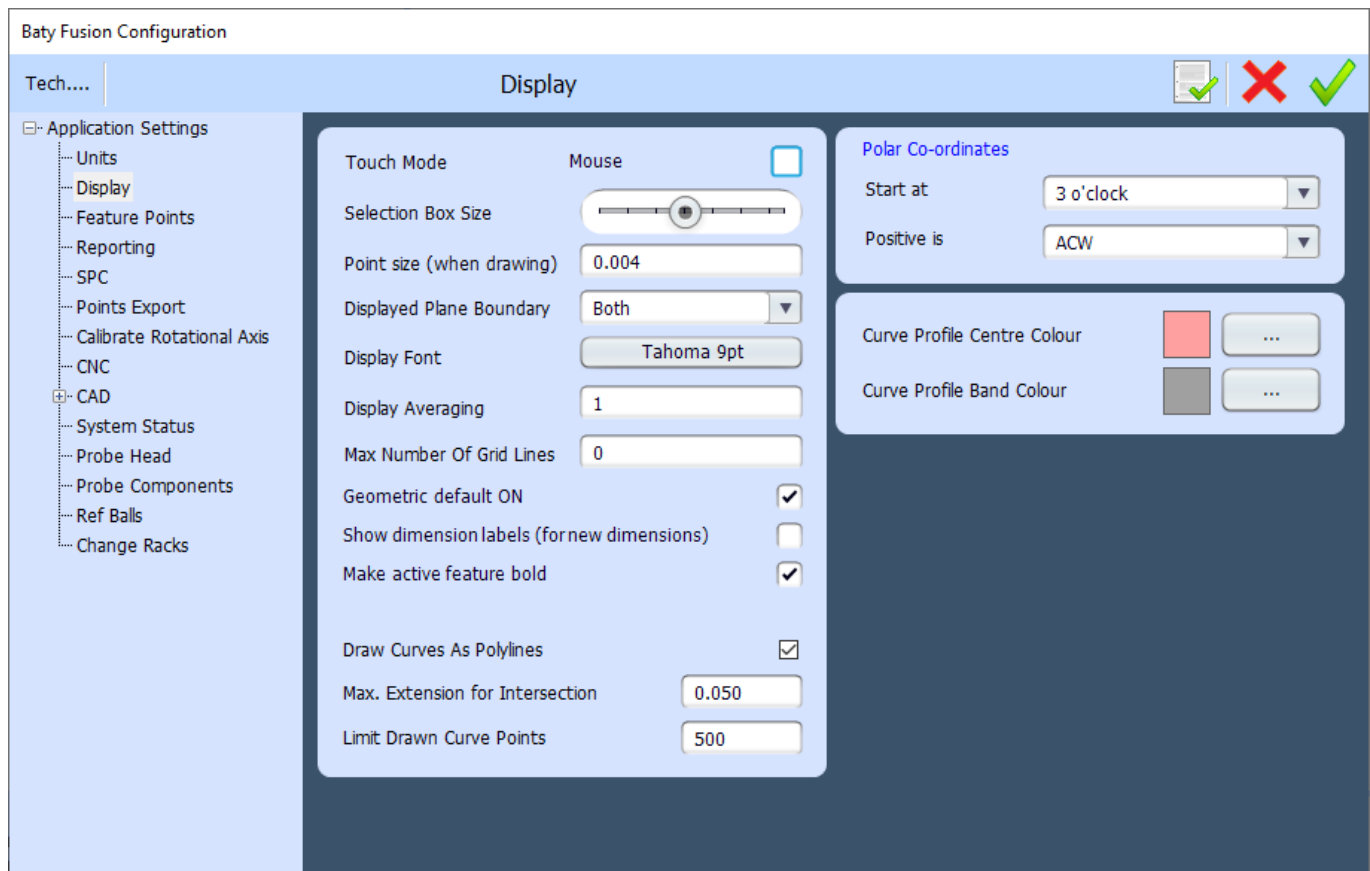 Baty Fusion Configuration
Tech....
Display
Application Settings
Units
Display
Feature Points
Reporting
SPC
Points Export
Calibrate Rotational Axis
CNC
CAD
System Status
Probe Head
Probe Components
Ref Balls
Change Racks
Touch Mode Mouse
Selection Box Size
Point size (when drawing) 0.004
Displayed Plane Boundary Both
Display Font Tahoma 9pt
Display Averaging 1
Max Number Of Grid Lines 0
Geometric default ON
Show dimension labels (for new dimensions)
Make active feature bold
Draw Curves As Polylines
Max. Extension for Intersection 0.050
Limit Drawn Curve Points 500
Polar Co-ordinates
Start at 3 o'clock
Positive is ACW
Curve Profile Centre Colour ...
Curve Profile Band Colour ...